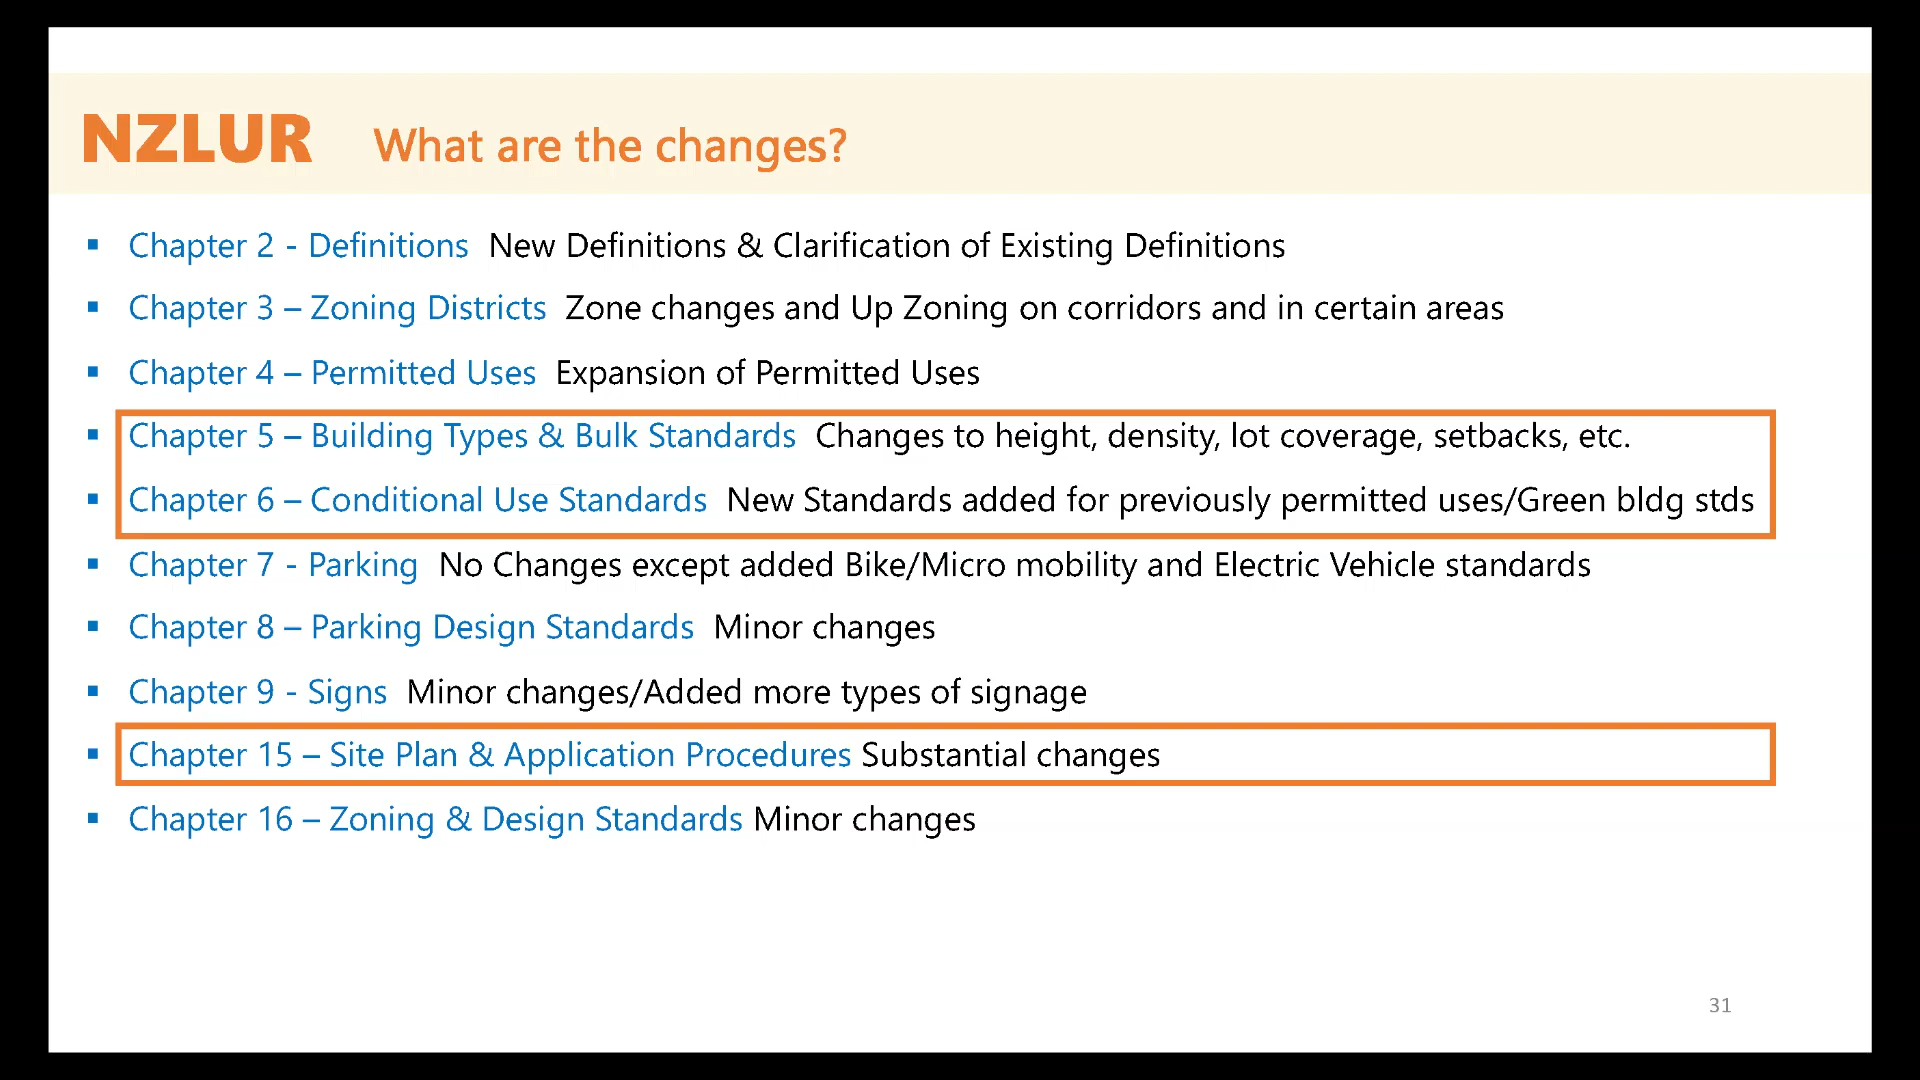 NZLUR What are the changes?
▪ Chapter 2 - Definitions New Definitions & Clarification of Existing Definitions
▪ Chapter 3 – Zoning Districts Zone changes and Up Zoning on corridors and in certain areas
▪ Chapter 4 – Permitted Uses Expansion of Permitted Uses
▪ Chapter 5 – Building Types & Bulk Standards Changes to height, density, lot coverage, setbacks, etc.
▪ Chapter 6 – Conditional Use Standards New Standards added for previously permitted uses/Green bldg stds
▪ Chapter 7 - Parking No Changes except added Bike/Micro mobility and Electric Vehicle standards
▪ Chapter 8 – Parking Design Standards Minor changes
▪ Chapter 9 - Signs Minor changes/Added more types of signage
▪ Chapter 15 – Site Plan & Application Procedures Substantial changes
▪ Chapter 16 – Zoning & Design Standards Minor changes
31